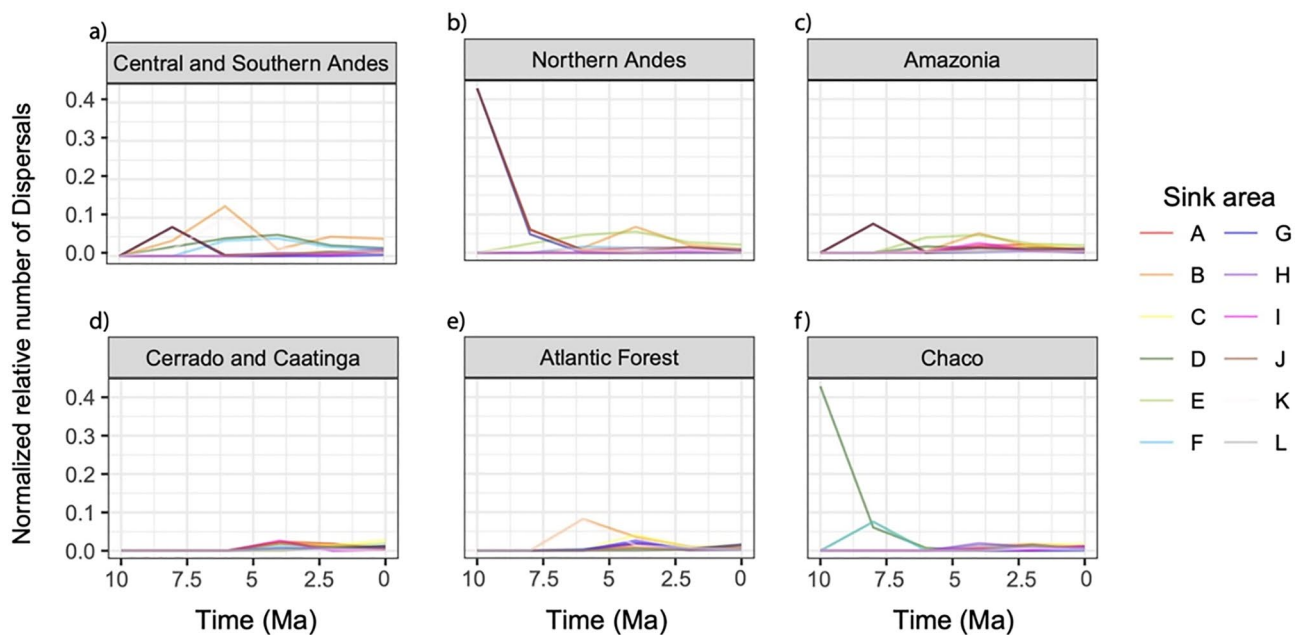 a)
b)
c)
Central and Southern Andes
Northern Andes
Amazonia
Normalized relative number of Dispersals
0.4
0.3
0.2
0.1
0.0
d)
e)
f)
Cerrado and Caatinga
Atlantic Forest
Chaco
0.4
0.3
0.2
0.1
0.0
10 7.5 5 2.5 0
10 7.5 5 2.5 0
10 7.5 5 2.5 0
Time (Ma)
Time (Ma)
Time (Ma)
Sink area
A G
B H
C I
D J
E K
F L